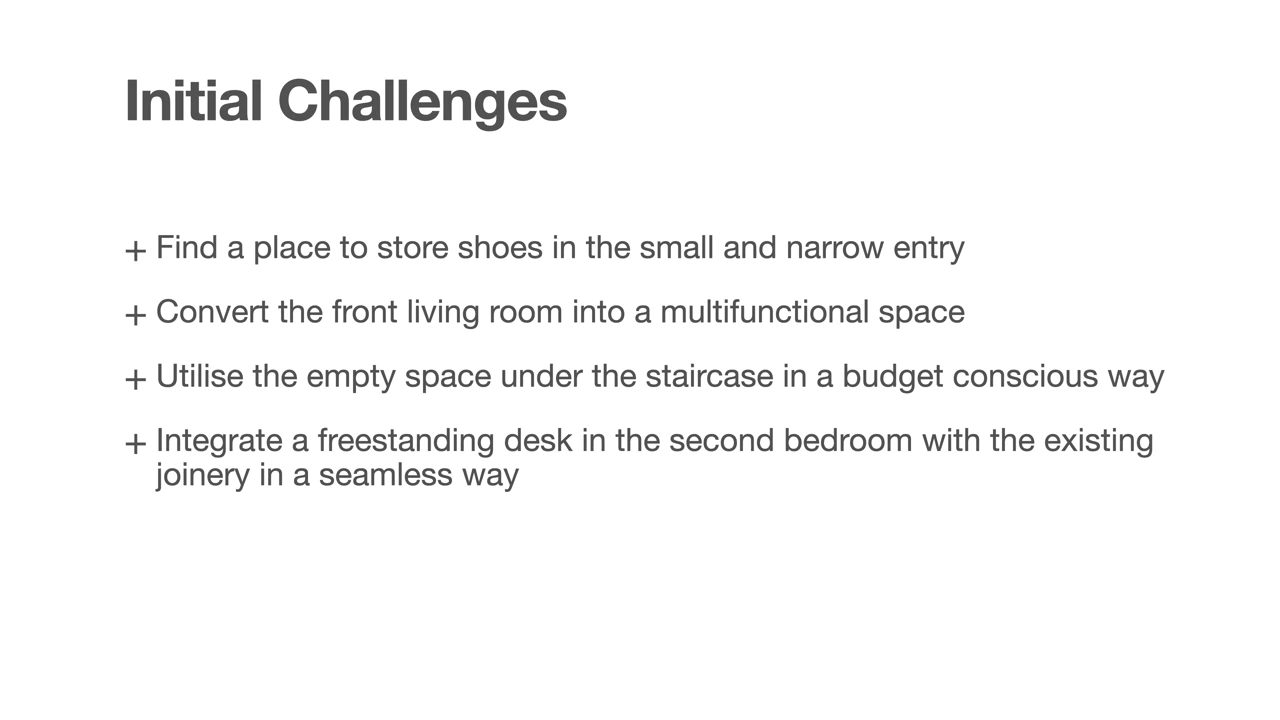 Initial Challenges
+ Find a place to store shoes in the small and narrow entry
+ Convert the front living room into a multifunctional space
+ Utilise the empty space under the staircase in a budget conscious way
+ Integrate a freestanding desk in the second bedroom with the existing
joinery in a seamless way